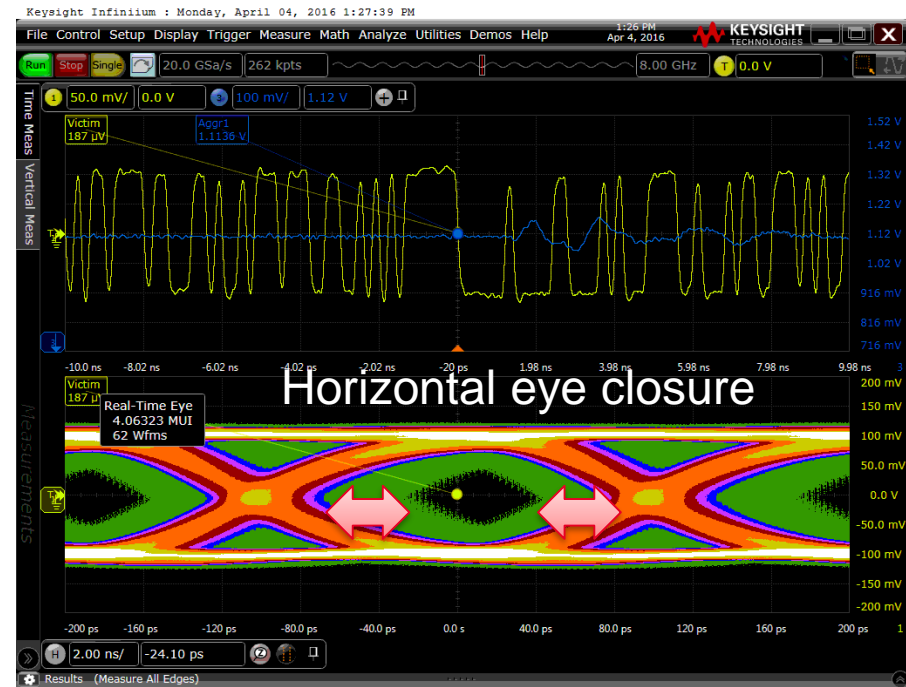 Keysight Infiniium : Monday, April 04, 2016 1:27:39 PM
File Control Setup Display Trigger Measure Math Analyze Utilities Demos Help 1:26 PM
Apr 4, 2016 KEYSIGHT
TECHNOLOGIES
Run Stop Single 20.0 GSa/s 262 kpts 8.00 GHz T 0.0 V
1 50.0 mV/ 0.0 V 3 100 mV/ 1.12 V
Time Meas
Vertical Meas
Measurements
Victim
187 µV
Aggr1
1.1136 V
1.52 V
1.42 V
1.32 V
1.22 V
1.12 V
1.02 V
916 mV
816 mV
716 mV
-10.0 ns -8.02 ns -6.02 ns -4.02 ns -2.02 ns -20 ps 1.98 ns 3.98 ns 5.98 ns 7.98 ns 9.98 ns 3
Horizontal eye closure
Victim
187 µ
Real-Time Eye
4.06323 MUI
62 Wfms
200 mV
150 mV
100 mV
50.0 mV
0.0 V
-50.0 mV
-100 mV
-150 mV
-200 mV
-200 ps -160 ps -120 ps -80.0 ps -40.0 ps 0.0 s 40.0 ps 80.0 ps 120 ps 160 ps 200 ps 1
H 2.00 ns/ -24.10 ps
Results (Measure All Edges)